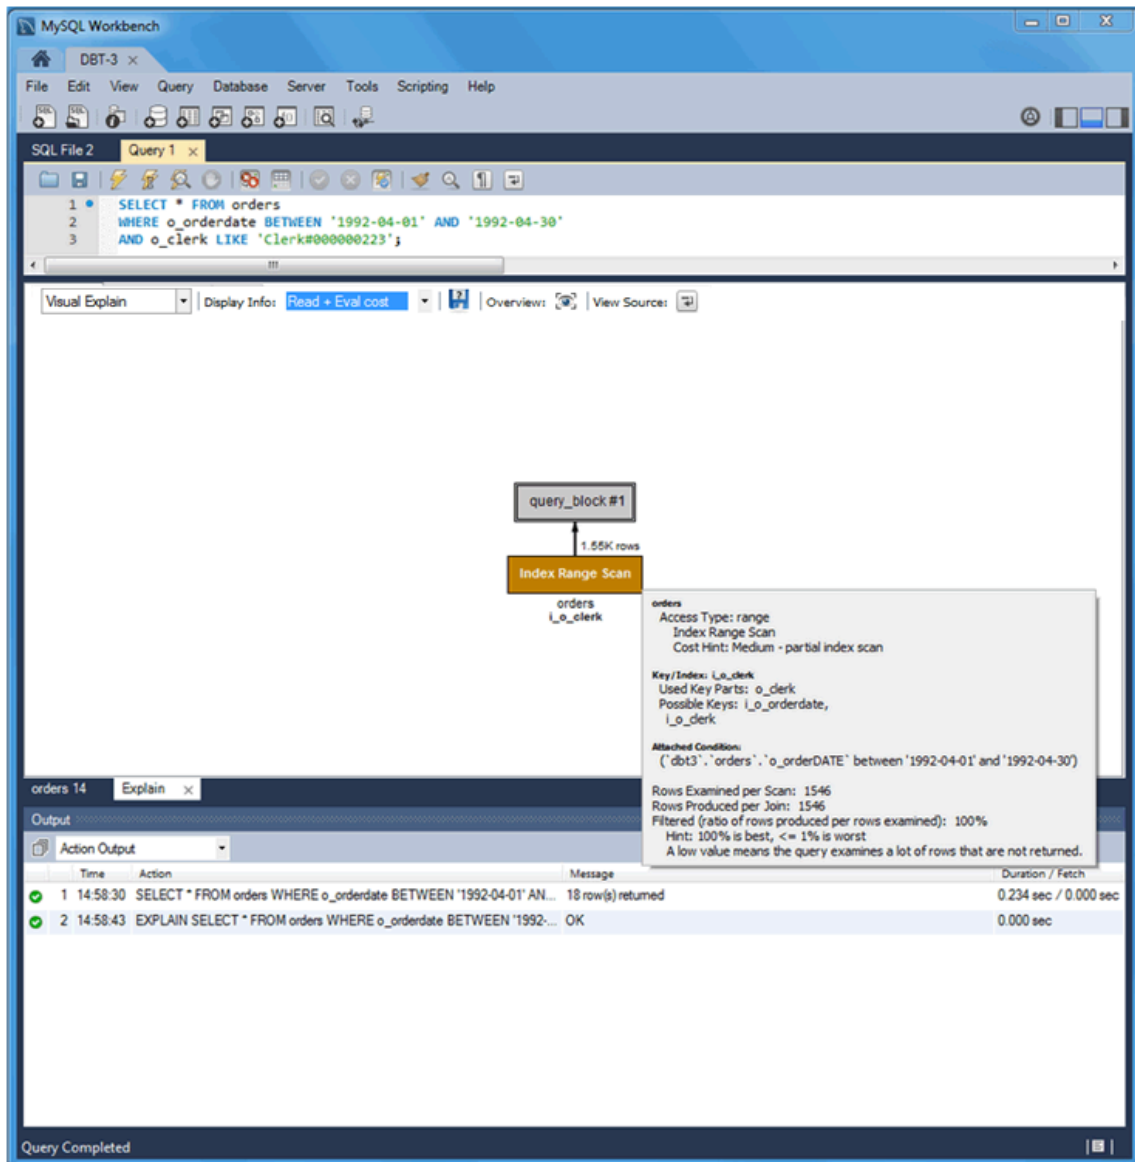 MySQL Workbench
DBT-3
File Edit View Query Database Server Tools Scripting Help
SQL File 2 Query 1
1 SELECT * FROM orders
2 WHERE o_orderdate BETWEEN '1992-04-01' AND '1992-04-30'
3 AND o_clerk LIKE 'Clerk#000000223';
Visual Explain Display Info: Read + Eval cost Overview: View Source:
query_block #1
1.55K rows
Index Range Scan
orders
i_o_clerk
orders
Access Type: range
Index Range Scan
Cost Hint: Medium - partial index scan
Key/Index: i_o_clerk
Used Key Parts: o_clerk
Possible Keys: i_o_orderdate,
i_o_clerk
Attached Condition:
(`dbt3`.`orders`.`o_orderDATE` between '1992-04-01' and '1992-04-30')
Rows Examined per Scan: 1546
Rows Produced per Join: 1546
Filtered (ratio of rows produced per rows examined): 100%
Hint: 100% is best, <= 1% is worst
A low value means the query examines a lot of rows that are not returned.
orders 14 Explain
Output
Action Output
Time Action Message Duration / Fetch
1 14:58:30 SELECT * FROM orders WHERE o_orderdate BETWEEN '1992-04-01' AN... 18 row(s) returned 0.234 sec / 0.000 sec
2 14:58:43 EXPLAIN SELECT * FROM orders WHERE o_orderdate BETWEEN '1992-... OK 0.000 sec
Query Completed